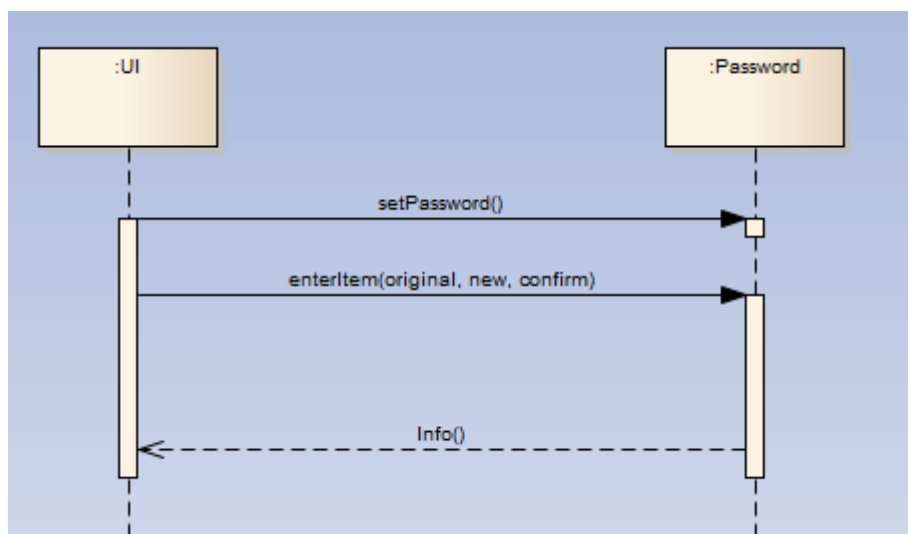 :UI
:Password
setPassword()
enterItem(original, new, confirm)
Info()